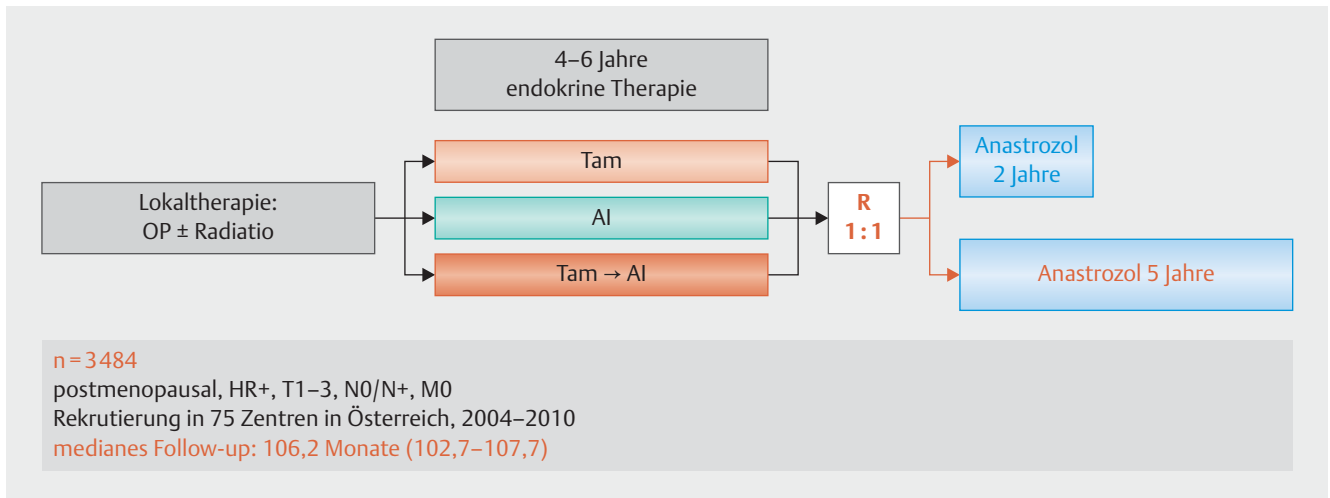 4–6 Jahre
endokrine Therapie
Lokaltherapie:
OP ± Radiatio
Tam
AI
Tam → AI
R
1 : 1
Anastrozol
2 Jahre
Anastrozol 5 Jahre
n = 3484
postmenopausal, HR+, T1–3, N0/N+, M0
Rekrutierung in 75 Zentren in Österreich, 2004–2010
medianes Follow-up: 106,2 Monate (102,7–107,7)